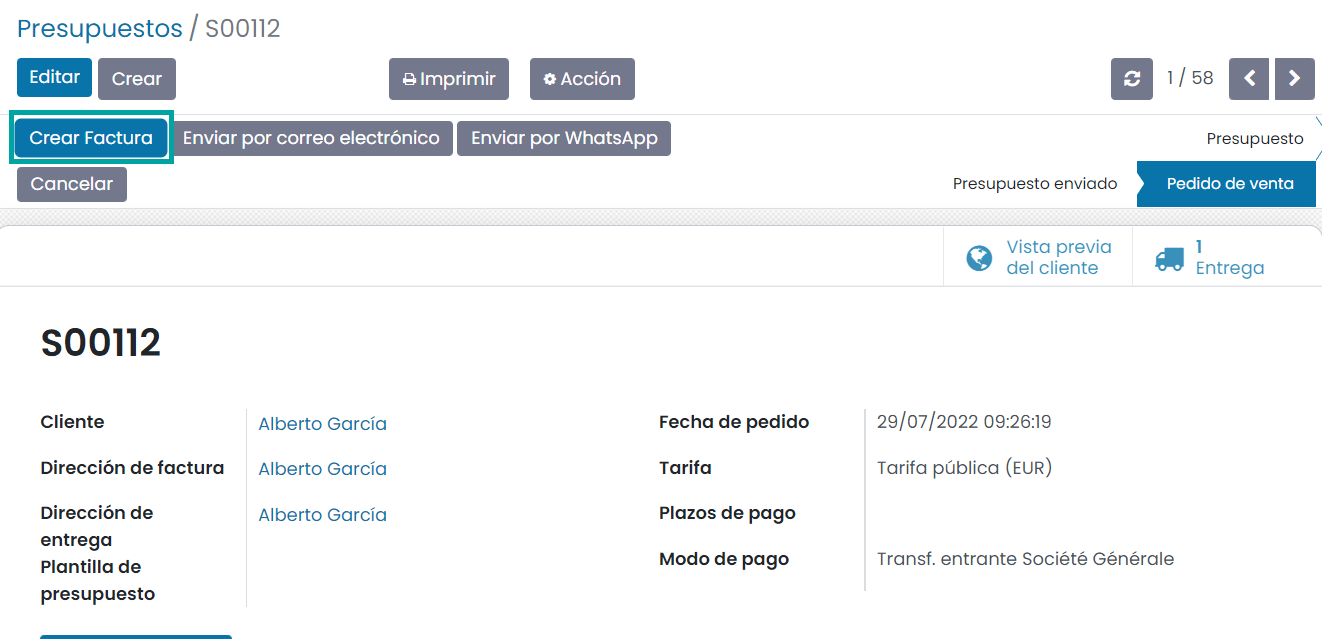 Presupuestos / S00112
Editar Crear Imprimir Acción 1 / 58
Crear Factura Enviar por correo electrónico Enviar por WhatsApp Presupuesto
Cancelar Presupuesto enviado Pedido de venta
Vista previa
del cliente
1
Entrega
S00112
Cliente Alberto García
Dirección de factura Alberto García
Dirección de
entrega
Alberto García
Plantilla de
presupuesto
Fecha de pedido 29/07/2022 09:26:19
Tarifa Tarifa pública (EUR)
Plazos de pago
Modo de pago Transf. entrante Société Générale